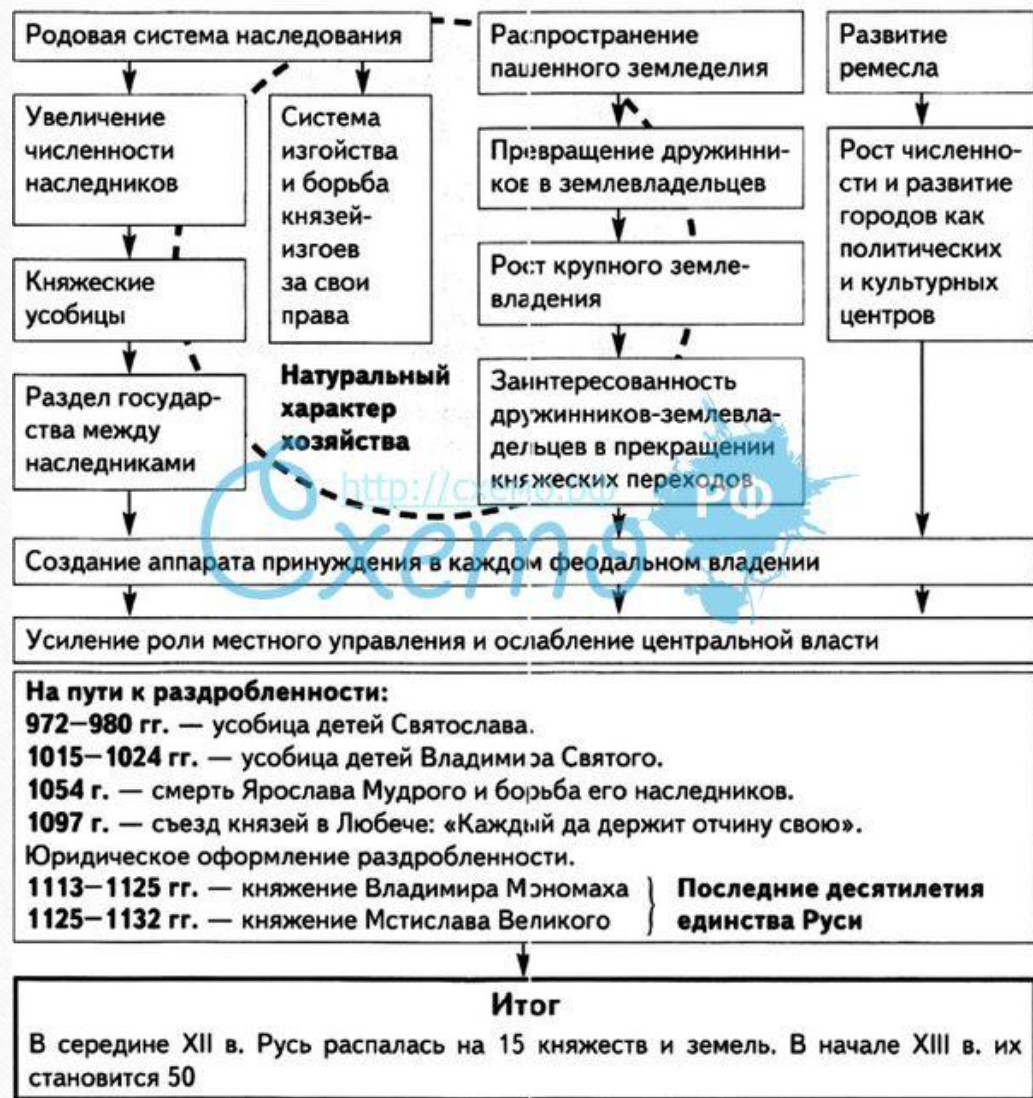 Родовая система наследования
Увеличение
численности
наследников
Княжеские
усобицы
Раздел государ-
ства между
наследниками
Система
изгойства
и борьба
князей-
изгоев
за свои
права
Натуральный
характер
хозяйства
Распространение
пашенного земледелия
Превращение дружинни-
ков в землевладельцев
Рост крупного земле-
владения
Заинтересованность
дружинников-землевла-
дельцев в прекращении
княжеских переходов
Развитие
ремесла
Рост численно-
сти и развитие
городов как
политических
и культурных
центров
http://схемо.рф
Схемо РФ
Создание аппарата принуждения в каждом феодальном владении
Усиление роли местного управления и ослабление центральной власти
На пути к раздробленности:
972—980 гг. — усобица детей Святослава.
1015—1024 гг. — усобица детей Владимира Святого.
1054 г. — смерть Ярослава Мудрого и борьба его наследников.
1097 г. — съезд князей в Любече: «Каждый да держит отчину свою».
Юридическое оформление раздробленности.
1113—1125 гг. — княжение Владимира Мономаха
1125—1132 гг. — княжение Мстислава Великого
Последние десятилетия
единства Руси
Итог
В середине XII в. Русь распалась на 15 княжеств и земель. В начале XIII в. их
становится 50